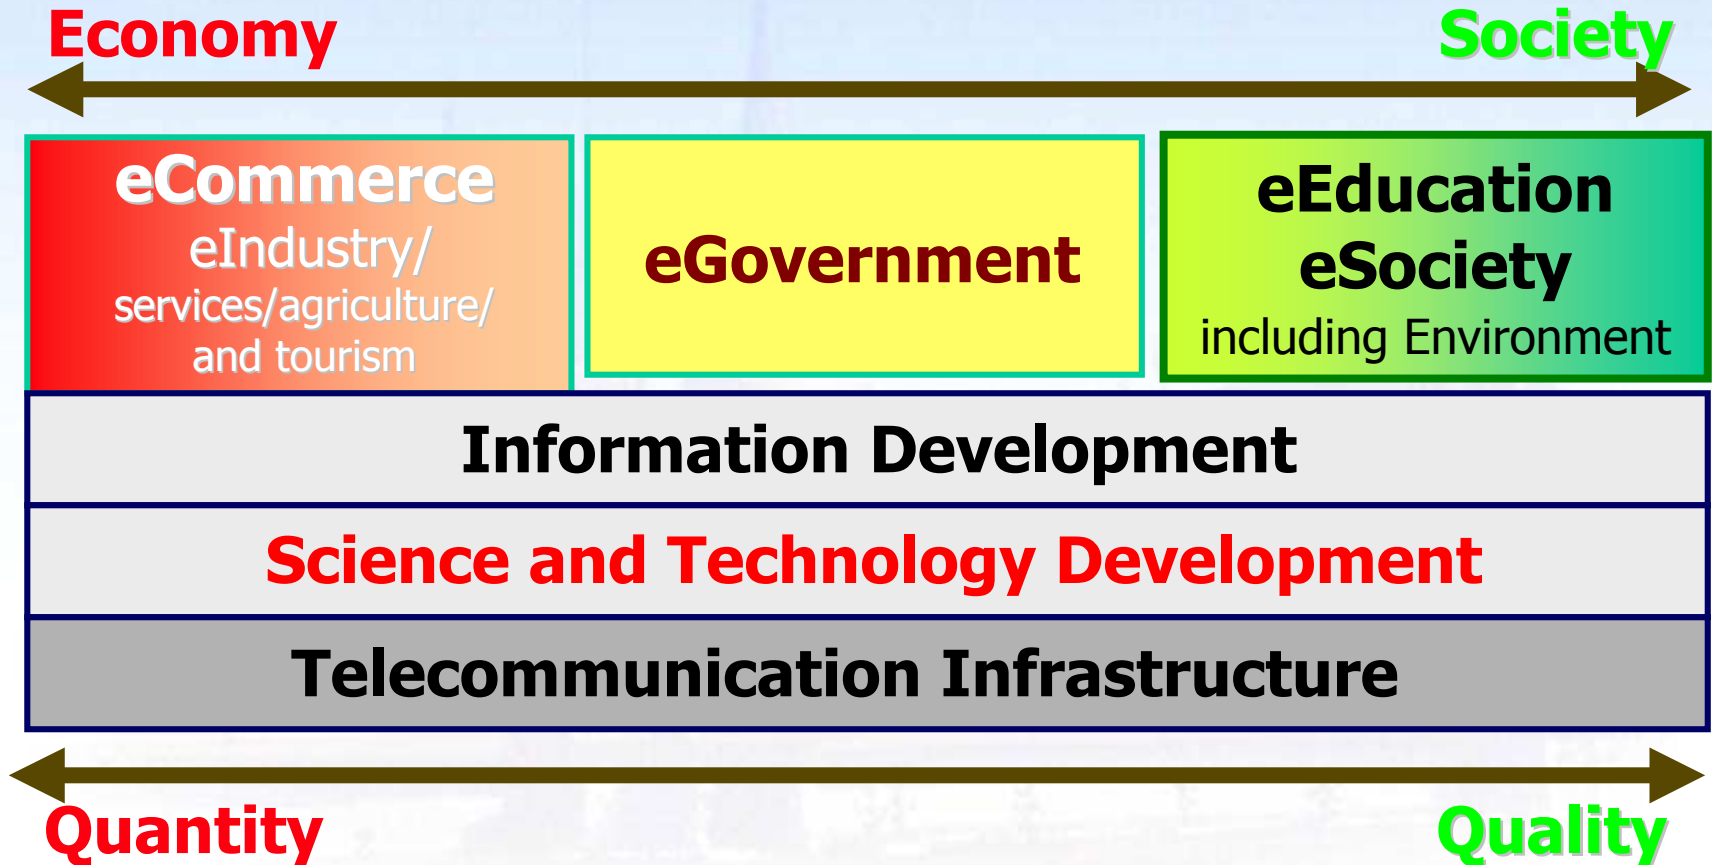 Economy
Society
eCommerce
eIndustry/
services/agriculture/
and tourism
eGovernment
eEducation
eSociety
including Environment
Information Development
Science and Technology Development
Telecommunication Infrastructure
Quantity
Quality